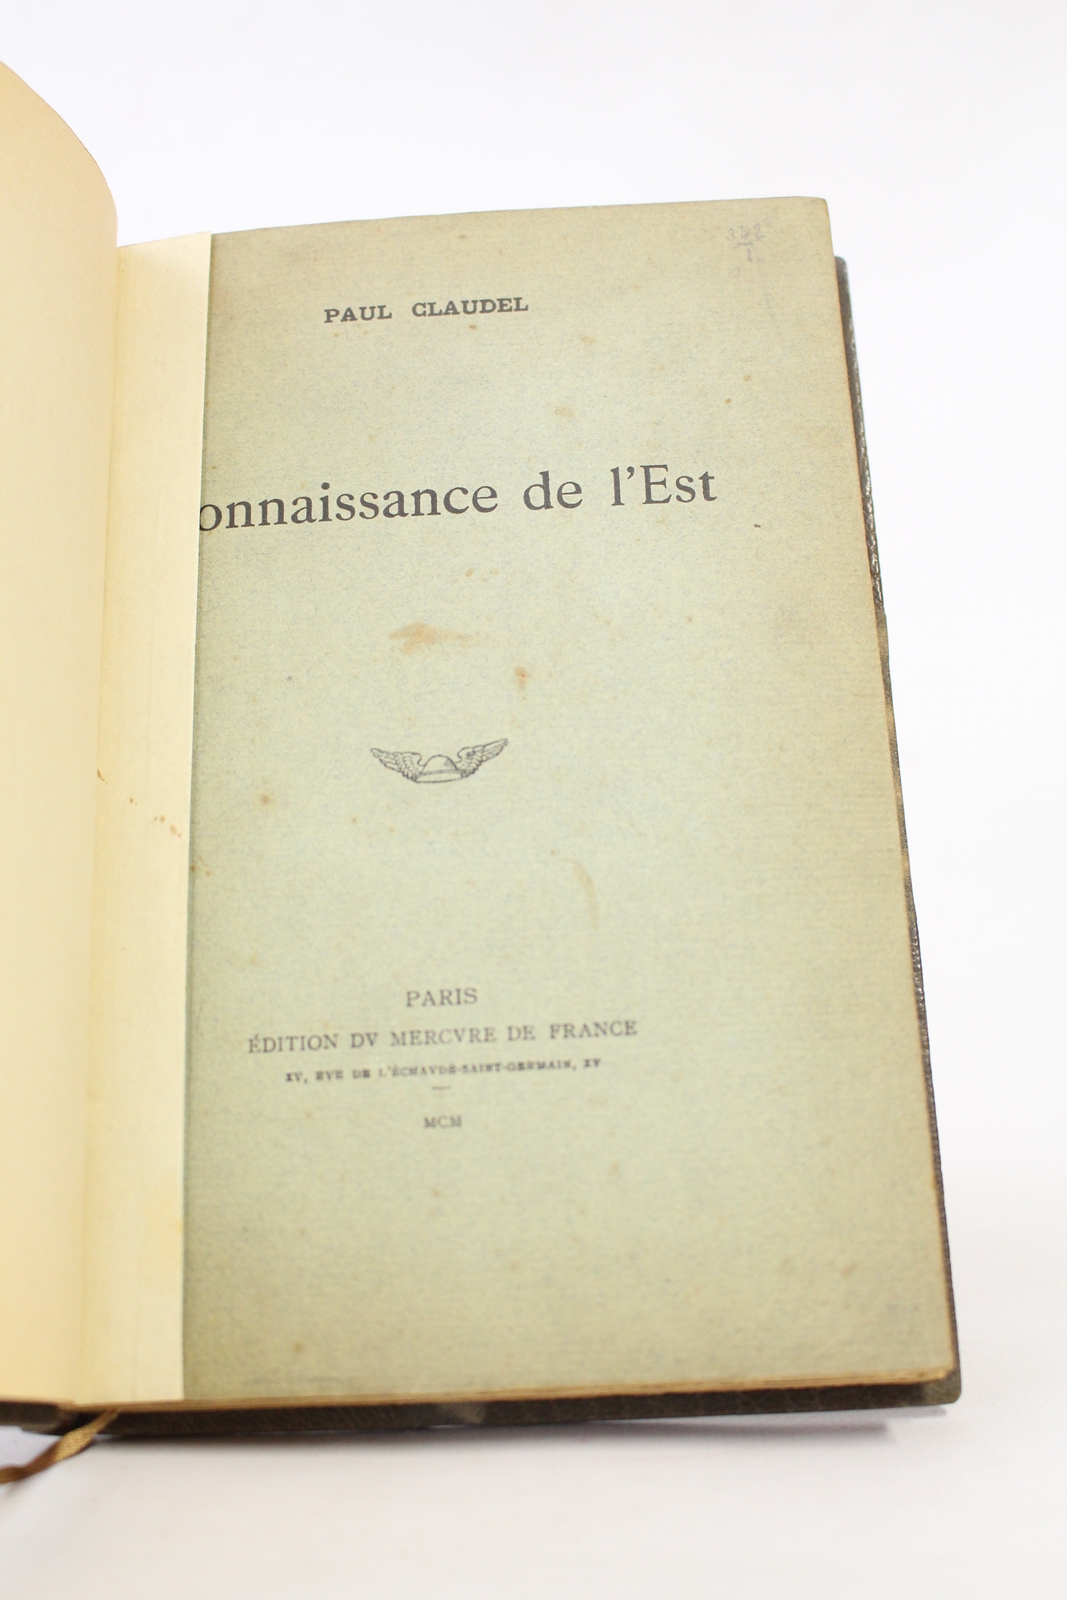 PAUL CLAUDEL
onnaissance de l'Est
PARIS
ÉDITION DV MERCVRE DE FRANCE
XV, RVE DE L'ÉCHAVDÉ-SAINT-GERMAIN, XV
MCM